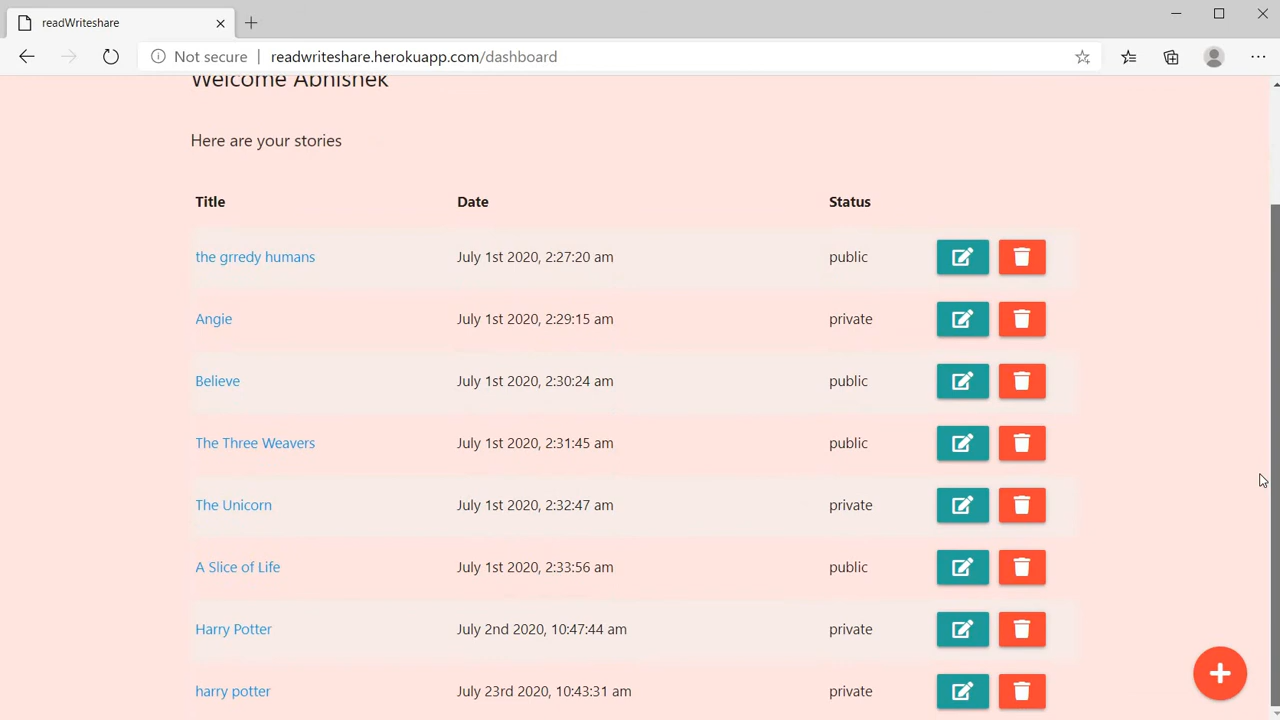 readWriteshare
Not secure | readwriteshare.herokuapp.com/dashboard
Welcome Abhishek
Here are your stories
Title Date Status
the grredy humans July 1st 2020, 2:27:20 am public
Angie July 1st 2020, 2:29:15 am private
Believe July 1st 2020, 2:30:24 am public
The Three Weavers July 1st 2020, 2:31:45 am public
The Unicorn July 1st 2020, 2:32:47 am private
A Slice of Life July 1st 2020, 2:33:56 am public
Harry Potter July 2nd 2020, 10:47:44 am private
harry potter July 23rd 2020, 10:43:31 am private